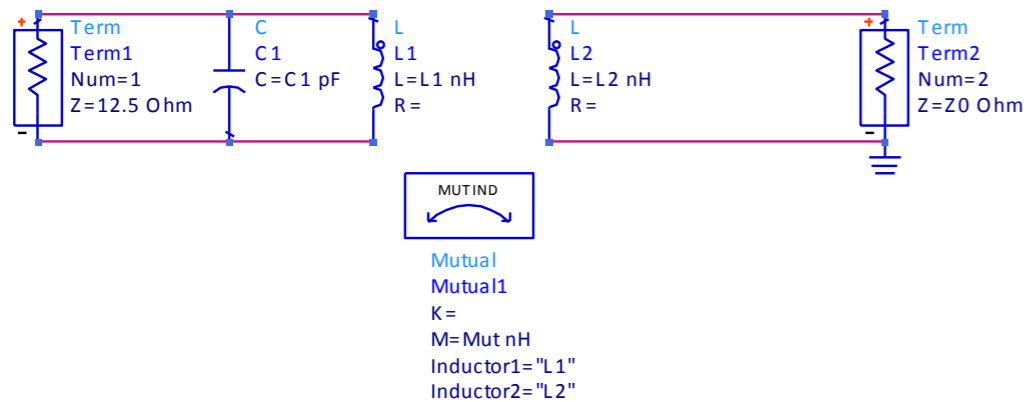 +
Term
Term1
Num=1
Z=12.5 Ohm
-
C
C1
C=C1 pF
L
L1
L=L1 nH
R=
L
L2
L=L2 nH
R=
+
Term
Term2
Num=2
Z=Z0 Ohm
-
MUTIND
Mutual
Mutual1
K=
M=Mut nH
Inductor1="L1"
Inductor2="L2"